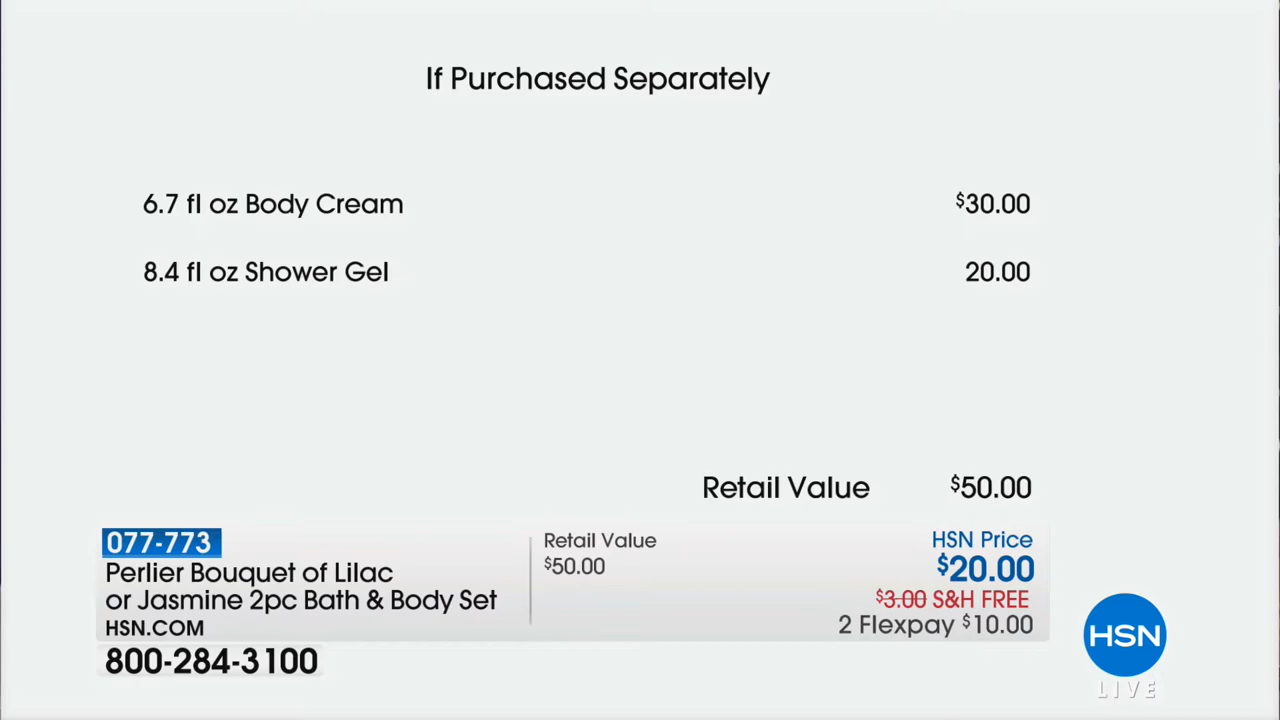 If Purchased Separately
6.7 fl oz Body Cream $30.00
8.4 fl oz Shower Gel 20.00
Retail Value $50.00
077-773
Perlier Bouquet of Lilac
or Jasmine 2pc Bath & Body Set
HSN.COM
800-284-3100
Retail Value
$50.00
HSN Price
$20.00
$3.00 S&H FREE
2 Flexpay $10.00
HSN
LIVE